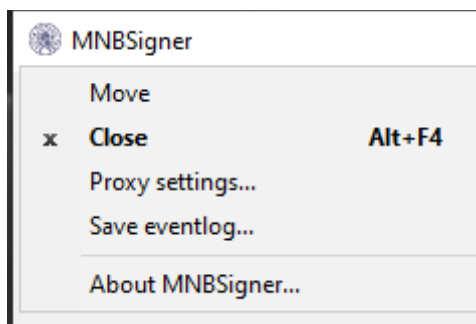 MNBSigner
Move
x Close Alt+F4
Proxy settings...
Save eventlog...
About MNBSigner...